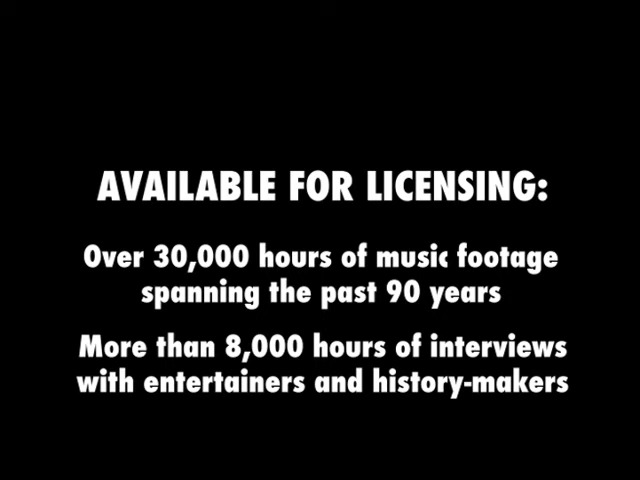 AVAILABLE FOR LICENSING:
Over 30,000 hours of music footage
spanning the past 90 years
More than 8,000 hours of interviews
with entertainers and history-makers